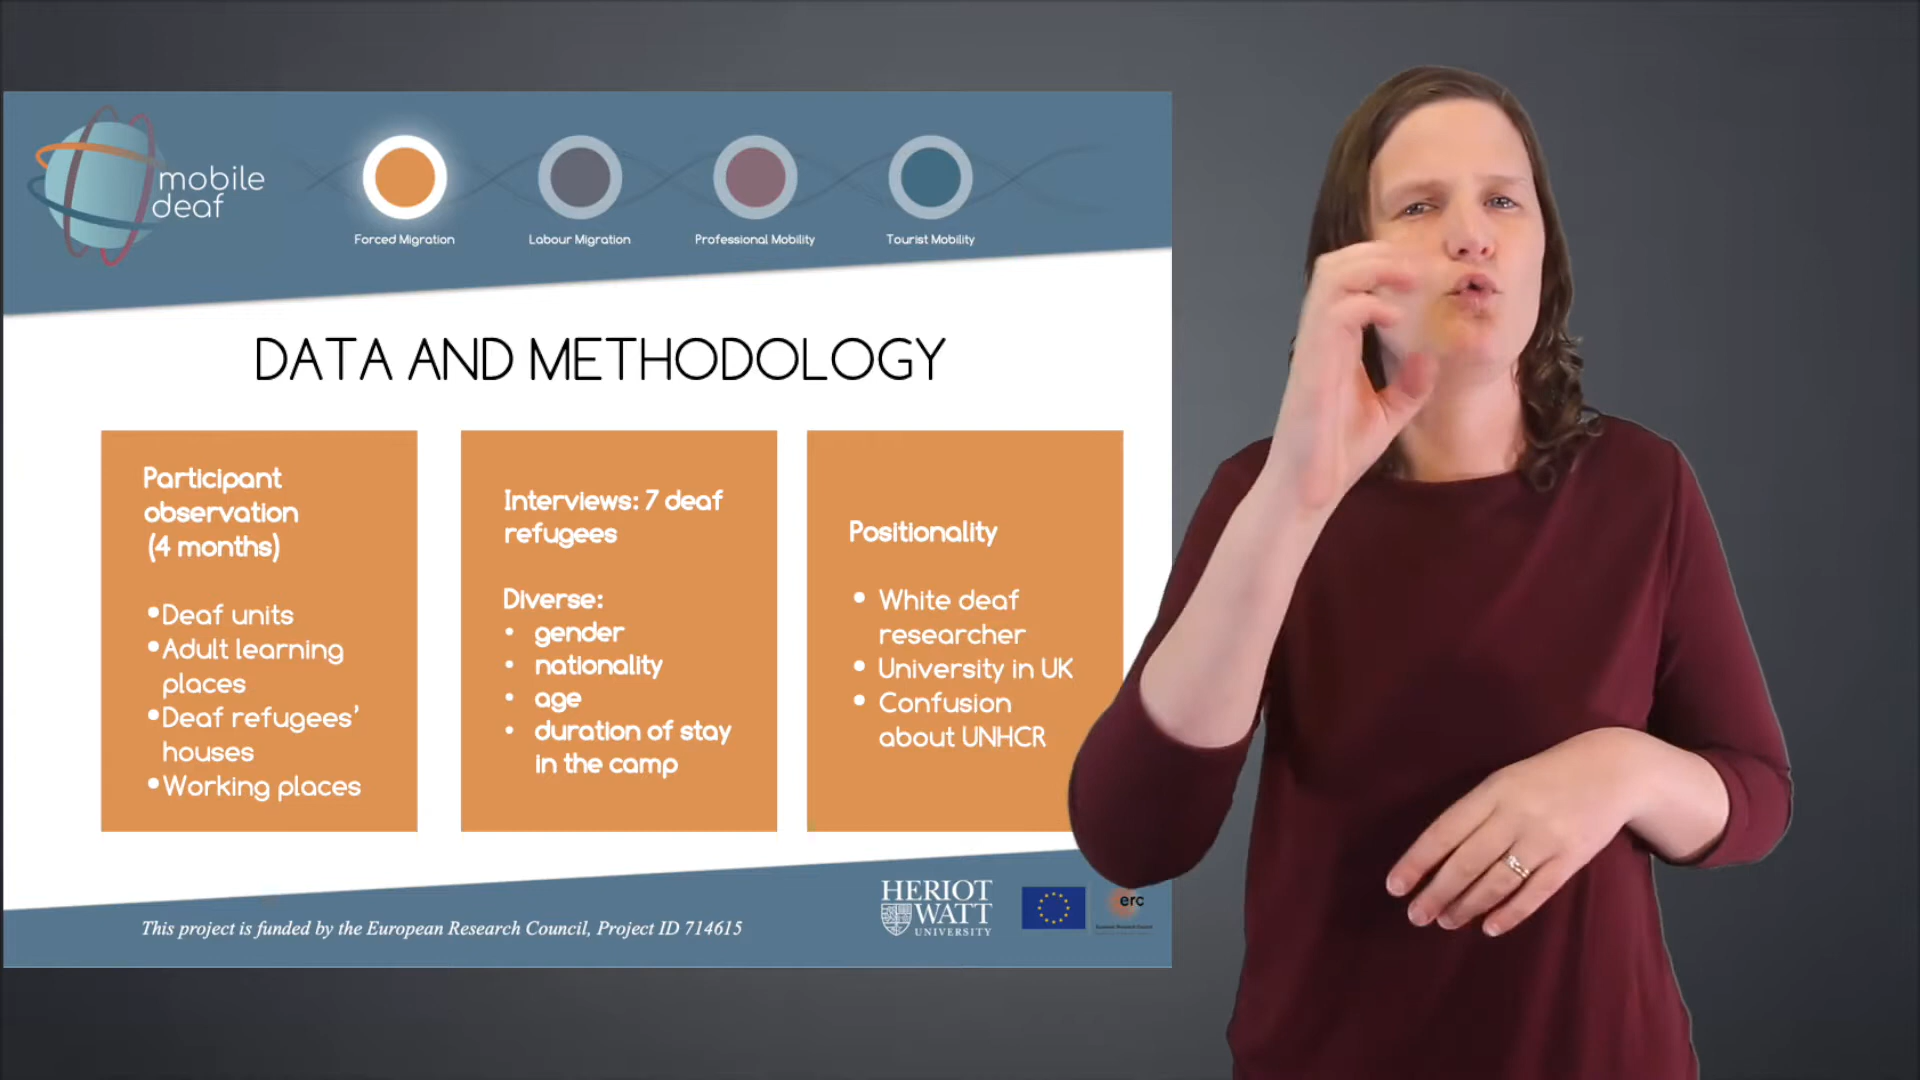 mobile
deaf
Forced Migration
Labour Migration
Professional Mobility
Tourist Mobility
DATA AND METHODOLOGY
Participant
observation
(4 months)
•Deaf units
•Adult learning
places
•Deaf refugees’
houses
•Working places
Interviews: 7 deaf
refugees
Diverse:
• gender
• nationality
• age
• duration of stay
in the camp
Positionality
• White deaf
researcher
• University in UK
• Confusion
about UNHCR
This project is funded by the European Research Council, Project ID 714615
HERIOT
WATT
UNIVERSITY
erc